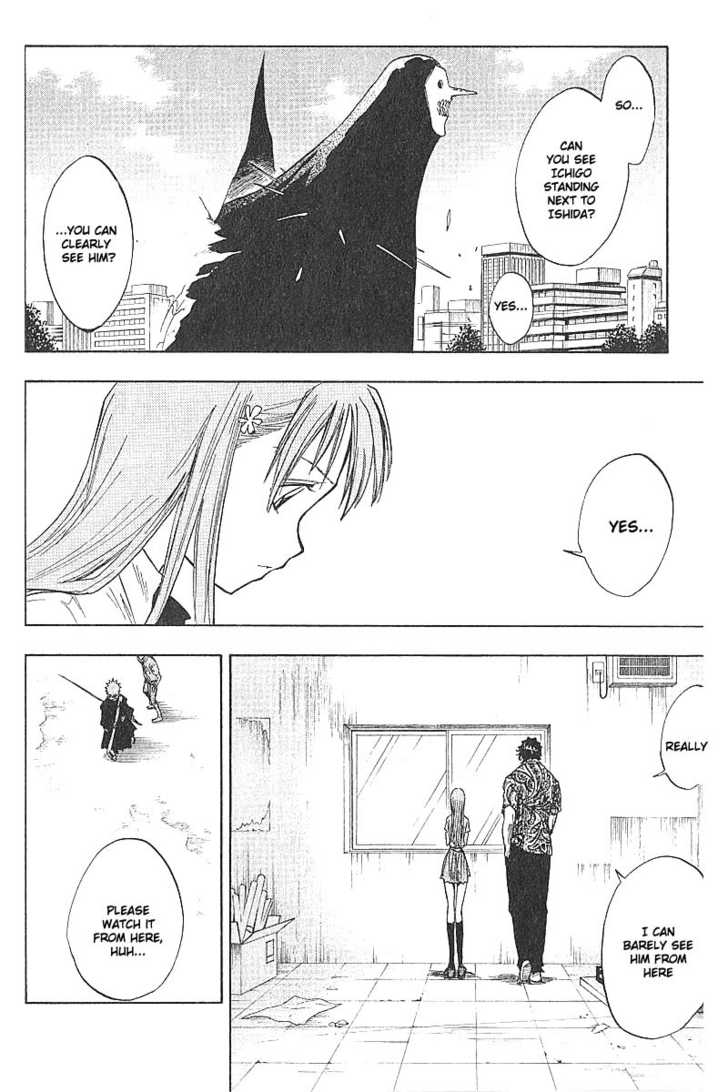 SO...
CAN
YOU SEE
ICHIGO
STANDING
NEXT TO
ISHIDA?
YES...
...YOU CAN
CLEARLY
SEE HIM?
YES...
REALLY
I CAN
BARELY SEE
HIM FROM
HERE
PLEASE
WATCH IT
FROM HERE,
HUH...